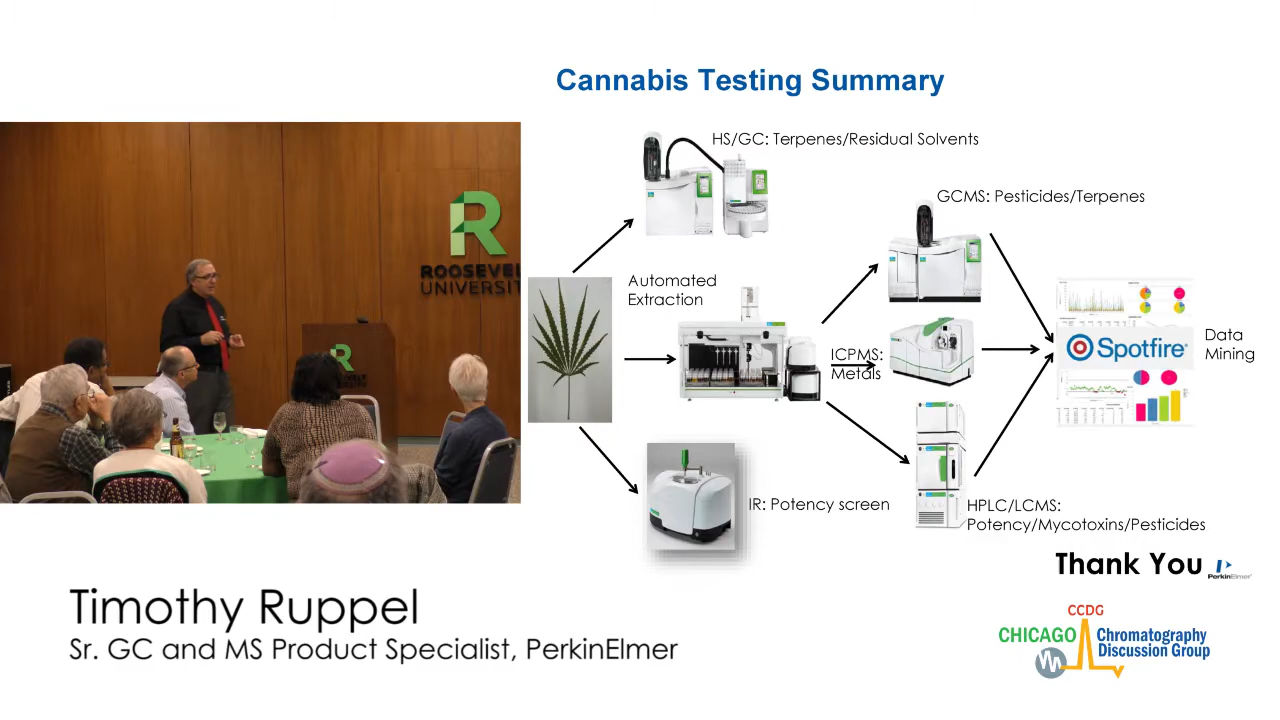 Cannabis Testing Summary
HS/GC: Terpenes/Residual Solvents
GCMS: Pesticides/Terpenes
R
ROOSEVELT
UNIVERSITY
Automated
Extraction
ICPMS:
Metals
Spotfire
Data
Mining
IR: Potency screen
HPLC/LCMS:
Potency/Mycotoxins/Pesticides
Thank You
PerkinElmer
Timothy Ruppel
Sr. GC and MS Product Specialist, PerkinElmer
CCDG
CHICAGO
Chromatography
Discussion Group